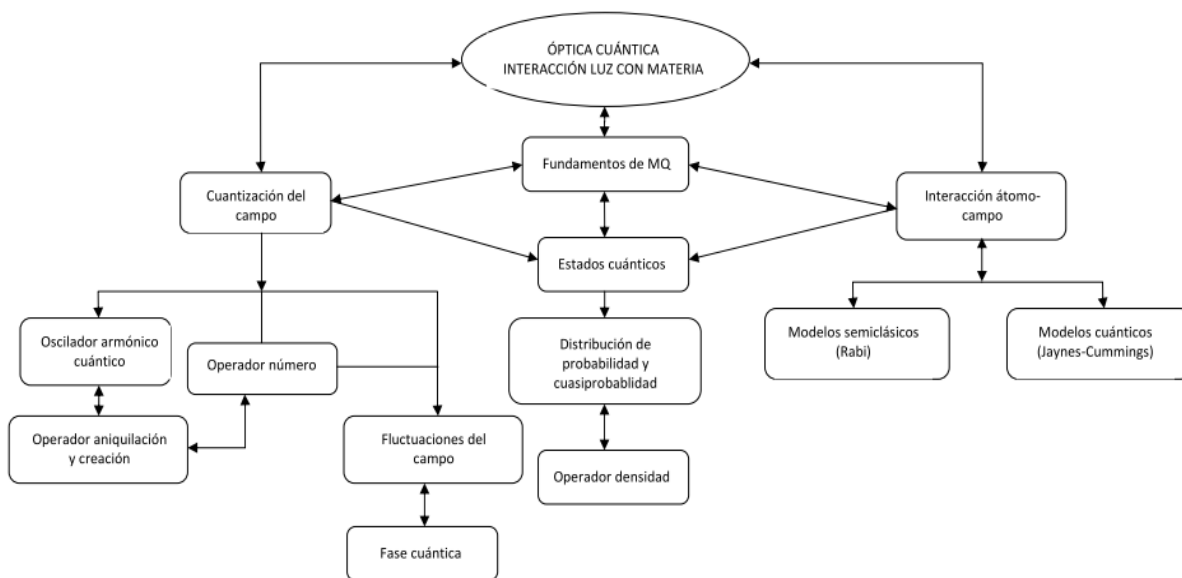 ÓPTICA CUÁNTICA
INTERACCIÓN LUZ CON MATERIA
Fundamentos de MQ
Cuantización del
campo
Interacción átomo-
campo
Estados cuánticos
Oscilador armónico
cuántico
Operador número
Distribución de
probabilidad y
cuasiprobablidad
Modelos semiclásicos
(Rabi)
Modelos cuánticos
(Jaynes-Cummings)
Operador aniquilación
y creación
Fluctuaciones del
campo
Operador densidad
Fase cuántica